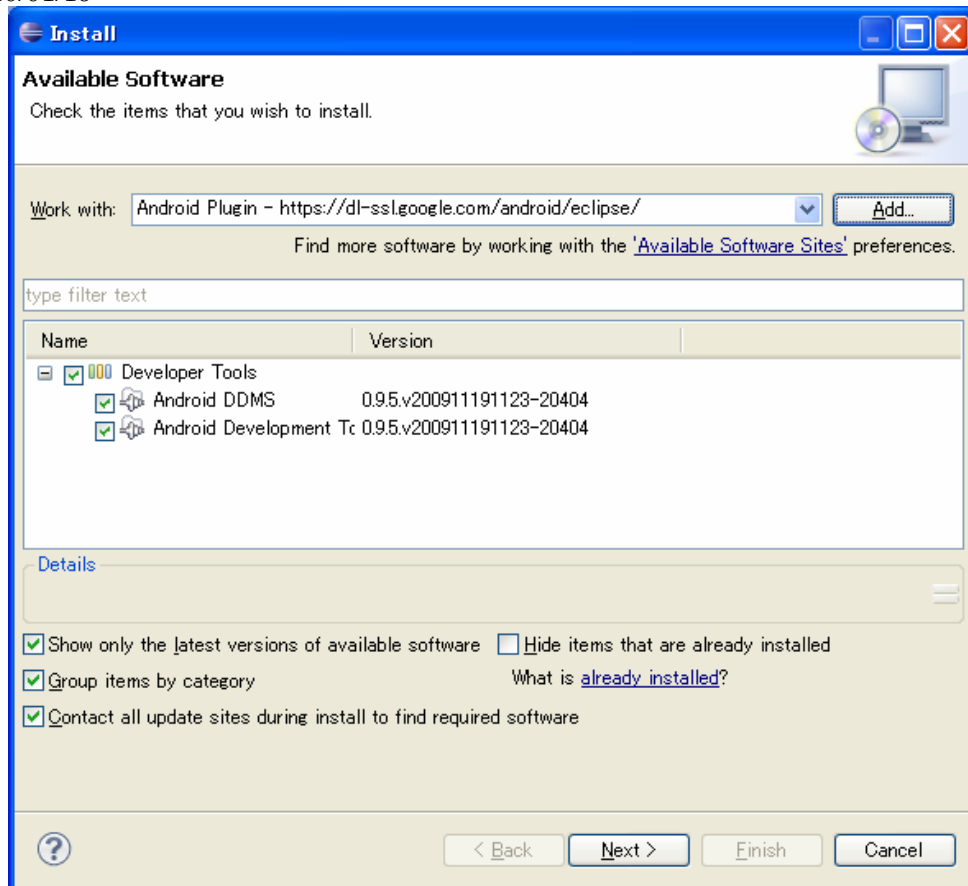 Install
Available Software
Check the items that you wish to install.
Work with: Android Plugin - https://dl-ssl.google.com/android/eclipse/ Add...
Find more software by working with the 'Available Software Sites' preferences.
type filter text
Name Version
Developer Tools
Android DDMS 0.9.5.v200911191123-20404
Android Development Tc 0.9.5.v200911191123-20404
Details
Show only the latest versions of available software Hide items that are already installed
Group items by category What is already installed?
Contact all update sites during install to find required software
< Back Next > Finish Cancel